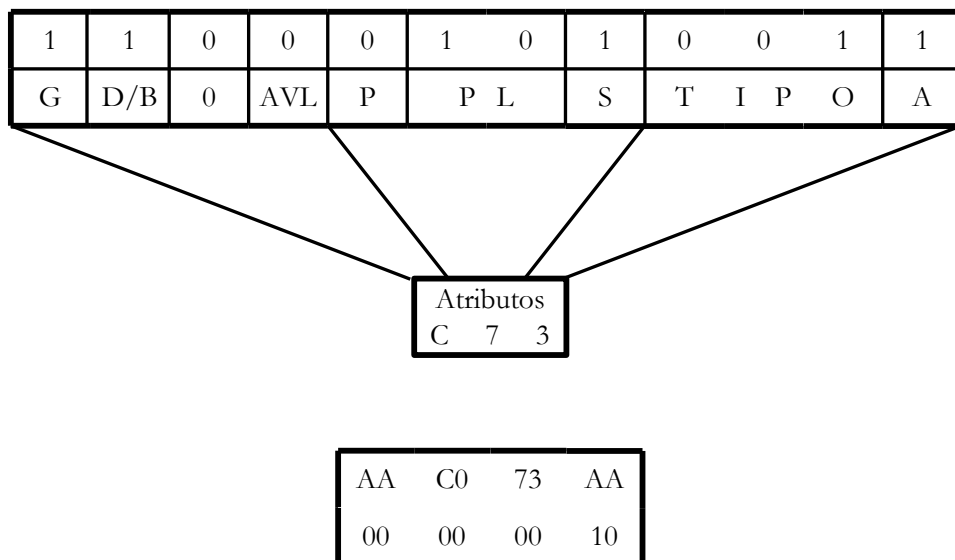 1 1 0 0 0 1 0 1 0 0 1 1
G D/B 0 AVL P P L S T I P O A
Atributos
C 7 3
AA C0 73 AA
00 00 00 10